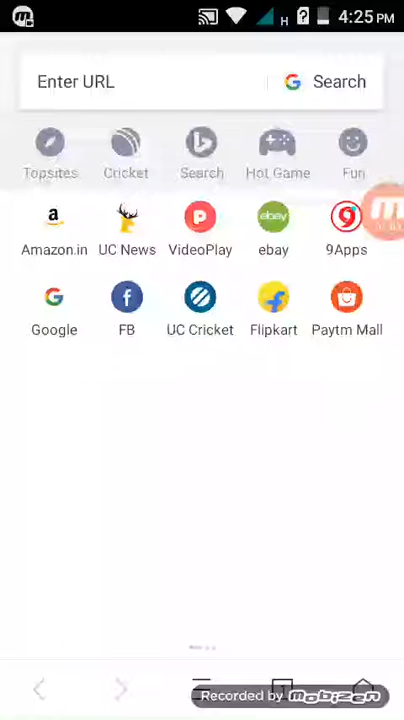 H 4:25 PM
Enter URL Search
Topsites Cricket Search Hot Game Fun
Amazon.in UC News VideoPlay ebay 9Apps
Google FB UC Cricket Flipkart Paytm Mall
1
Recorded by mobizen